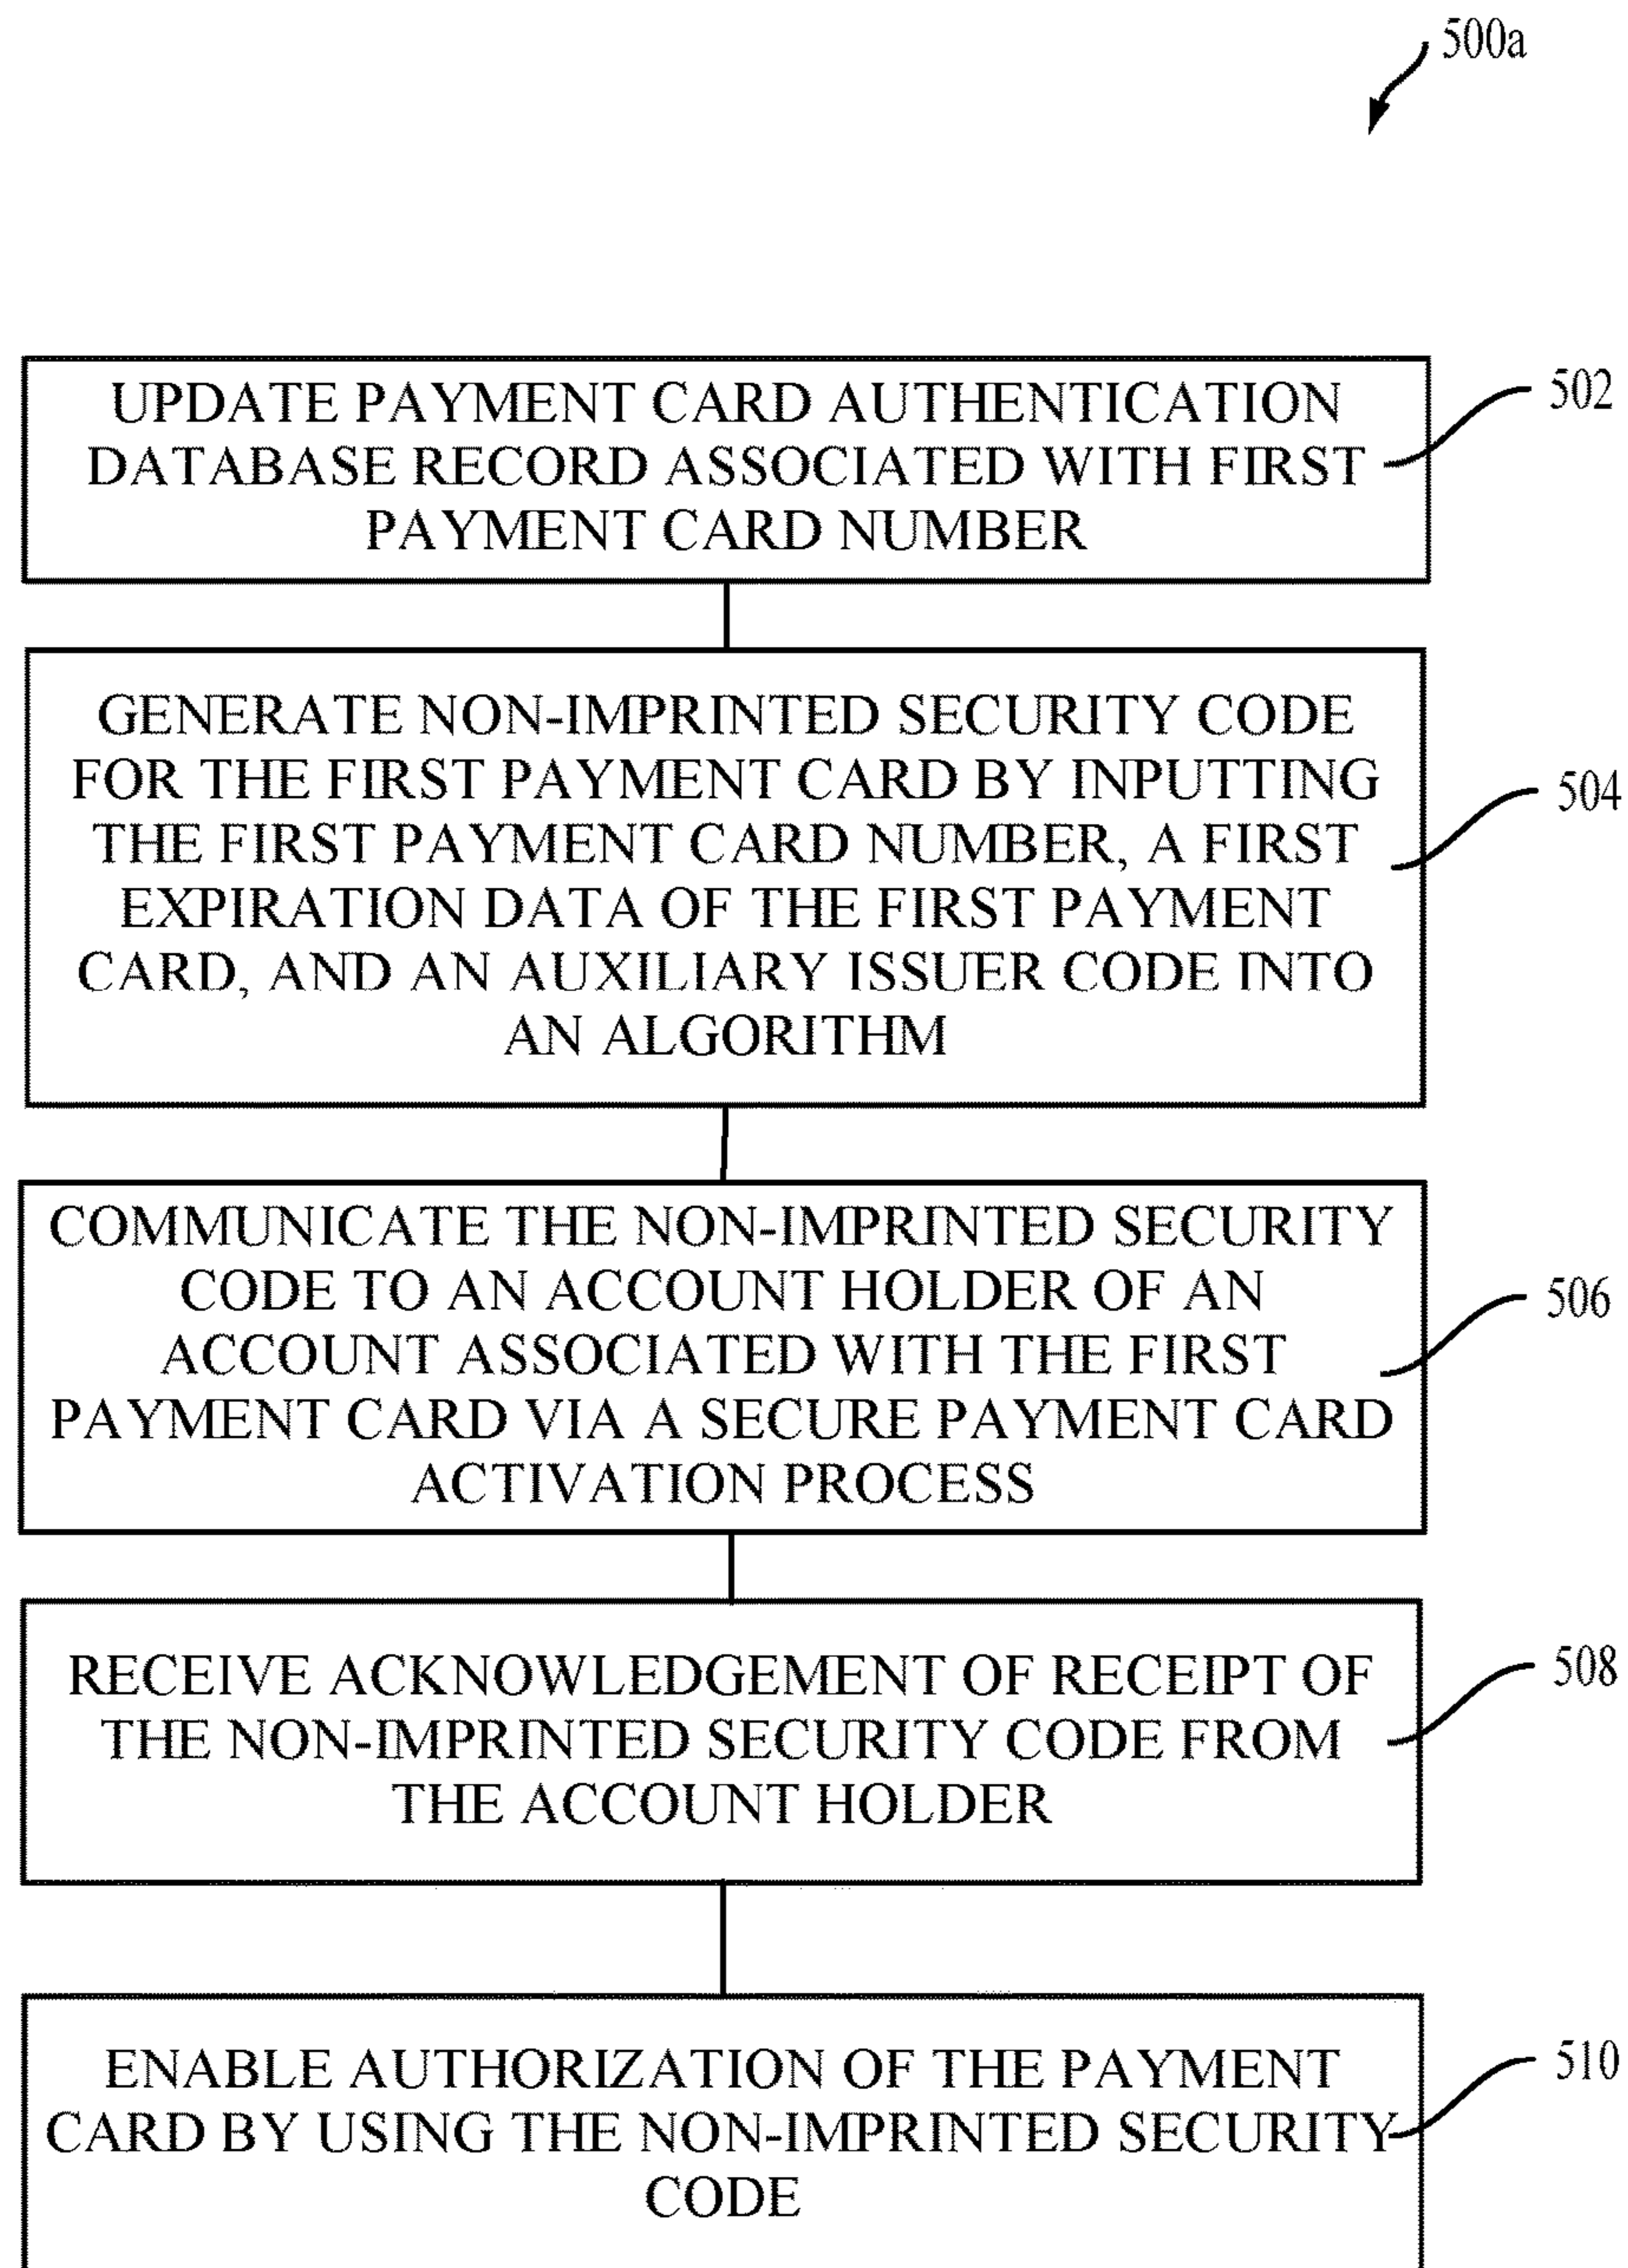 500a
UPDATE PAYMENT CARD AUTHENTICATION
DATABASE RECORD ASSOCIATED WITH FIRST
PAYMENT CARD NUMBER
502
GENERATE NON-IMPRINTED SECURITY CODE
FOR THE FIRST PAYMENT CARD BY INPUTTING
THE FIRST PAYMENT CARD NUMBER, A FIRST
EXPIRATION DATA OF THE FIRST PAYMENT
CARD, AND AN AUXILIARY ISSUER CODE INTO
AN ALGORITHM
504
COMMUNICATE THE NON-IMPRINTED SECURITY
CODE TO AN ACCOUNT HOLDER OF AN
ACCOUNT ASSOCIATED WITH THE FIRST
PAYMENT CARD VIA A SECURE PAYMENT CARD
ACTIVATION PROCESS
506
RECEIVE ACKNOWLEDGEMENT OF RECEIPT OF
THE NON-IMPRINTED SECURITY CODE FROM
THE ACCOUNT HOLDER
508
ENABLE AUTHORIZATION OF THE PAYMENT
CARD BY USING THE NON-IMPRINTED SECURITY
CODE
510